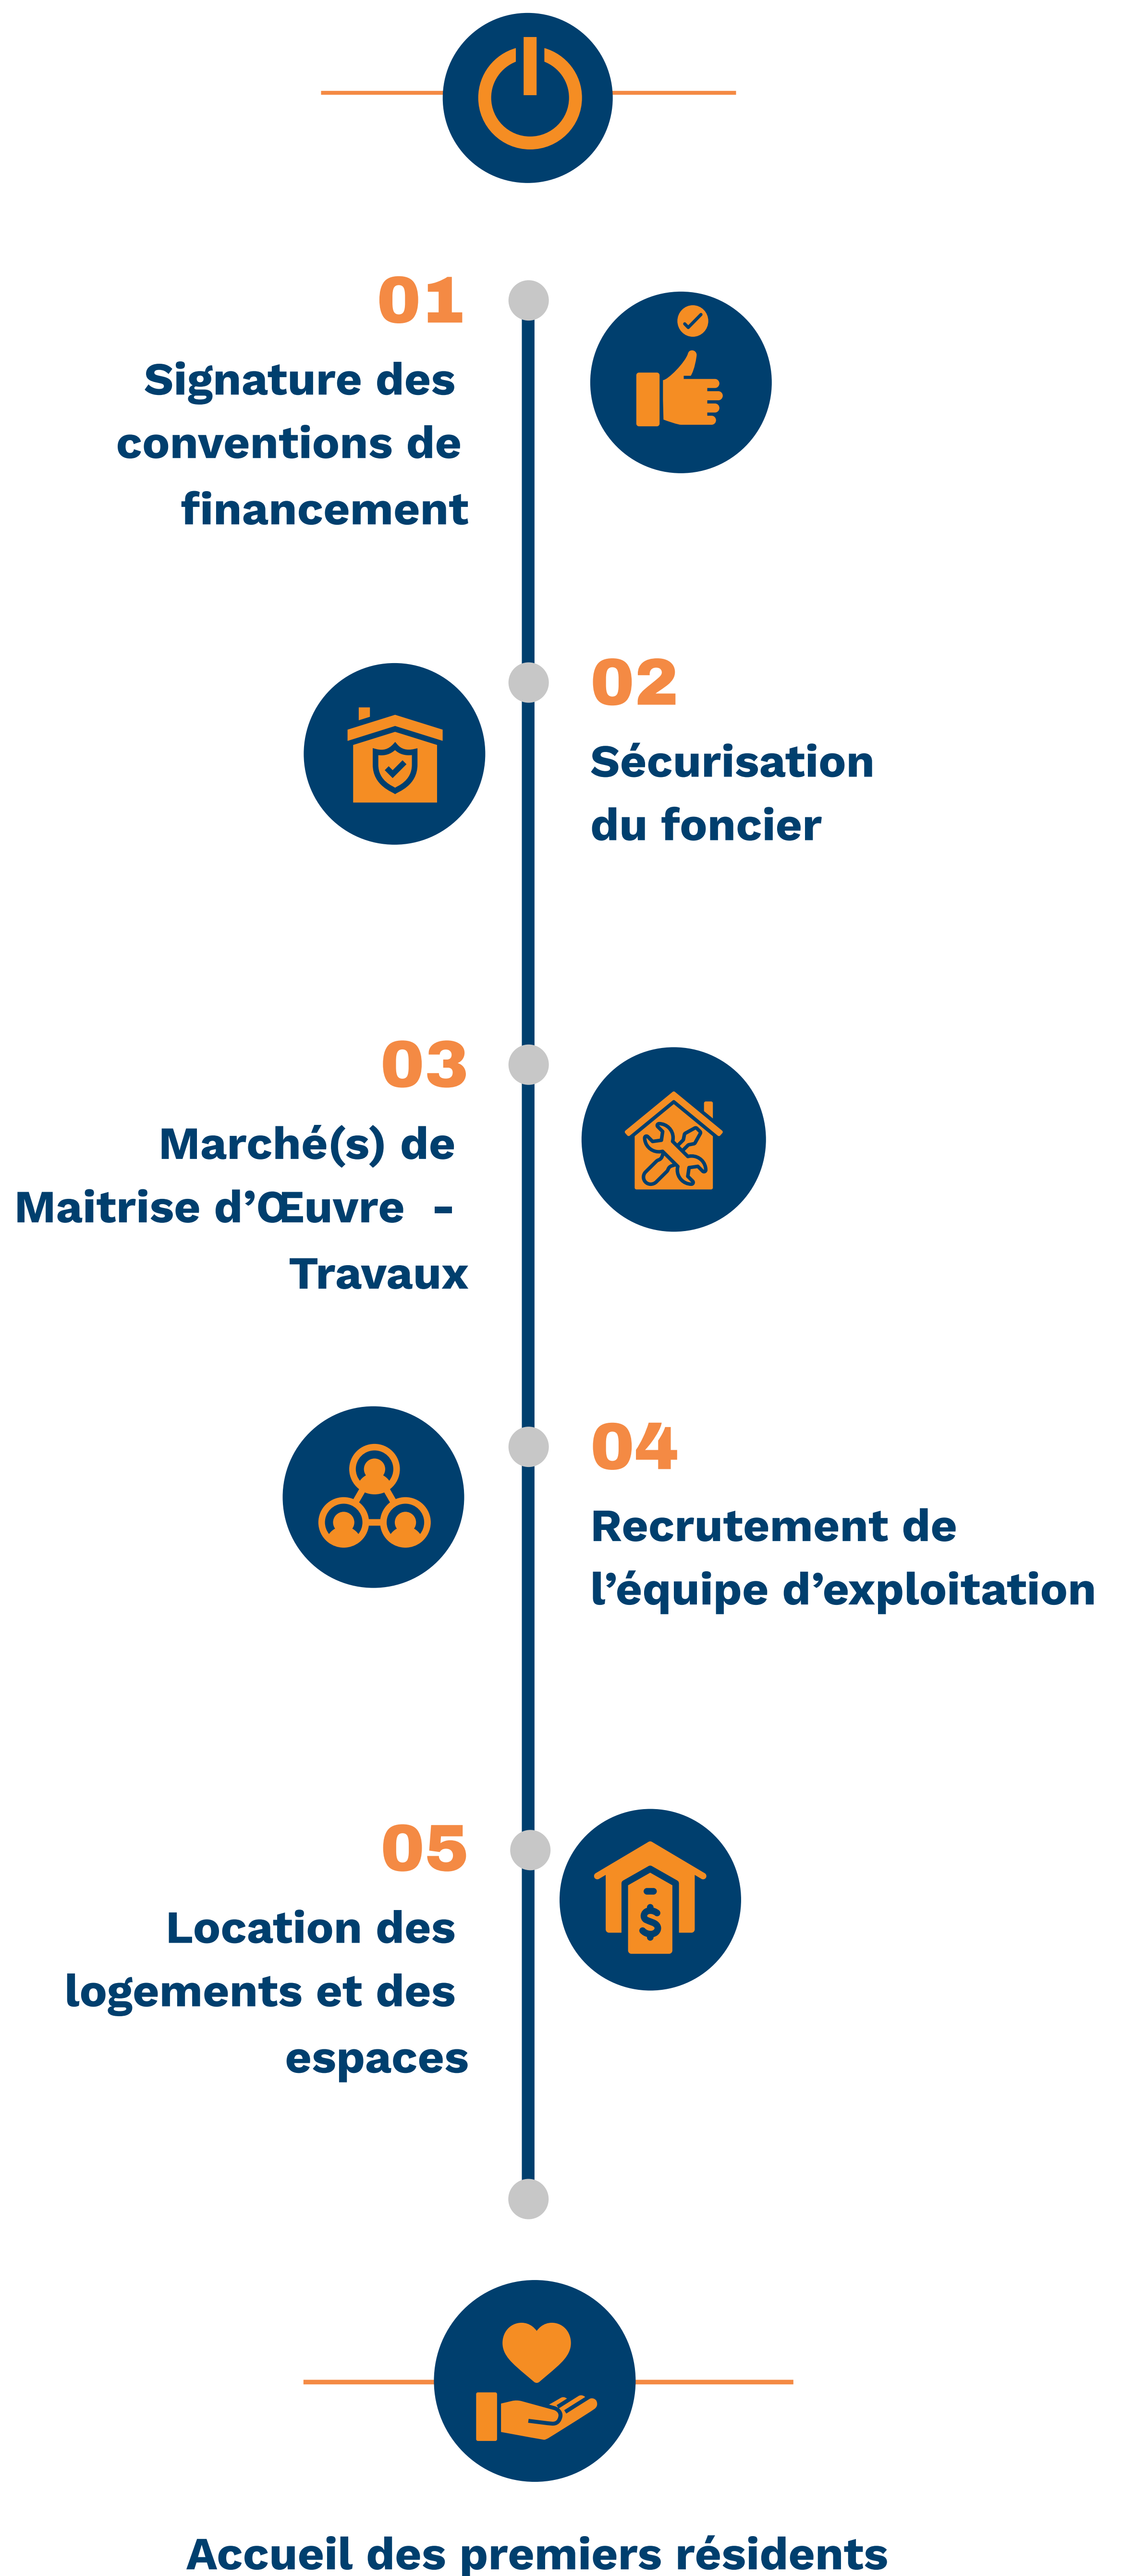 01
Signature des
conventions de
financement
02
Sécurisation
du foncier
03
Marché(s) de
Maitrise d’Œuvre -
Travaux
04
Recrutement de
l’équipe d’exploitation
05
Location des
logements et des
espaces
$
Accueil des premiers résidents